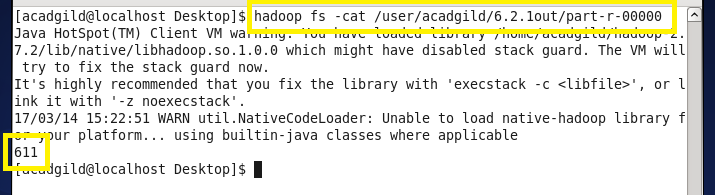 [acadgild@localhost Desktop]$ hadoop fs -cat /user/acadgild/6.2.1out/part-r-00000
Java HotSpot(TM) Client VM warning: You have loaded library /home/acadgild/hadoop-2.
7.2/lib/native/libhadoop.so.1.0.0 which might have disabled stack guard. The VM will
 try to fix the stack guard now.
It's highly recommended that you fix the library with 'execstack -c <libfile>', or l
ink it with '-z noexecstack'.
17/03/14 15:22:51 WARN util.NativeCodeLoader: Unable to load native-hadoop library f
or your platform... using builtin-java classes where applicable
611
[acadgild@localhost Desktop]$